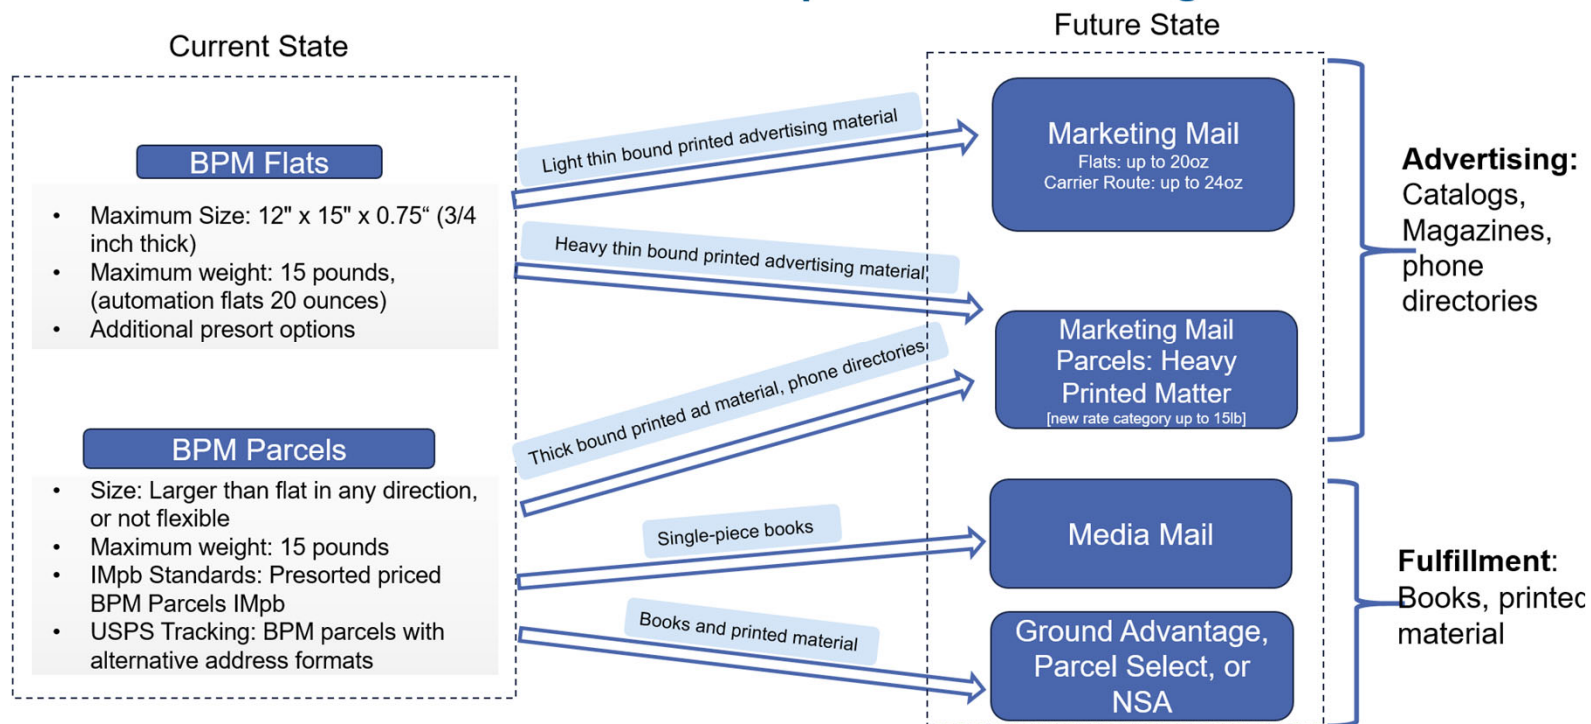 Current State
BPM Flats
• Maximum Size: 12" x 15" x 0.75“ (3/4
inch thick)
• Maximum weight: 15 pounds,
(automation flats 20 ounces)
• Additional presort options
BPM Parcels
• Size: Larger than flat in any direction,
or not flexible
• Maximum weight: 15 pounds
• IMpb Standards: Presorted priced
BPM Parcels IMpb
• USPS Tracking: BPM parcels with
alternative address formats
Light thin bound printed advertising material
Heavy thin bound printed advertising material
Thick bound printed ad material, phone directories
Single-piece books
Books and printed material
Future State
Marketing Mail
Flats: up to 20oz
Carrier Route: up to 24oz
Marketing Mail
Parcels: Heavy
Printed Matter
[new rate category up to 15lb]
Media Mail
Ground Advantage,
Parcel Select, or
NSA
Advertising:
Catalogs,
Magazines,
phone
directories
Fulfillment:
Books, printed
material